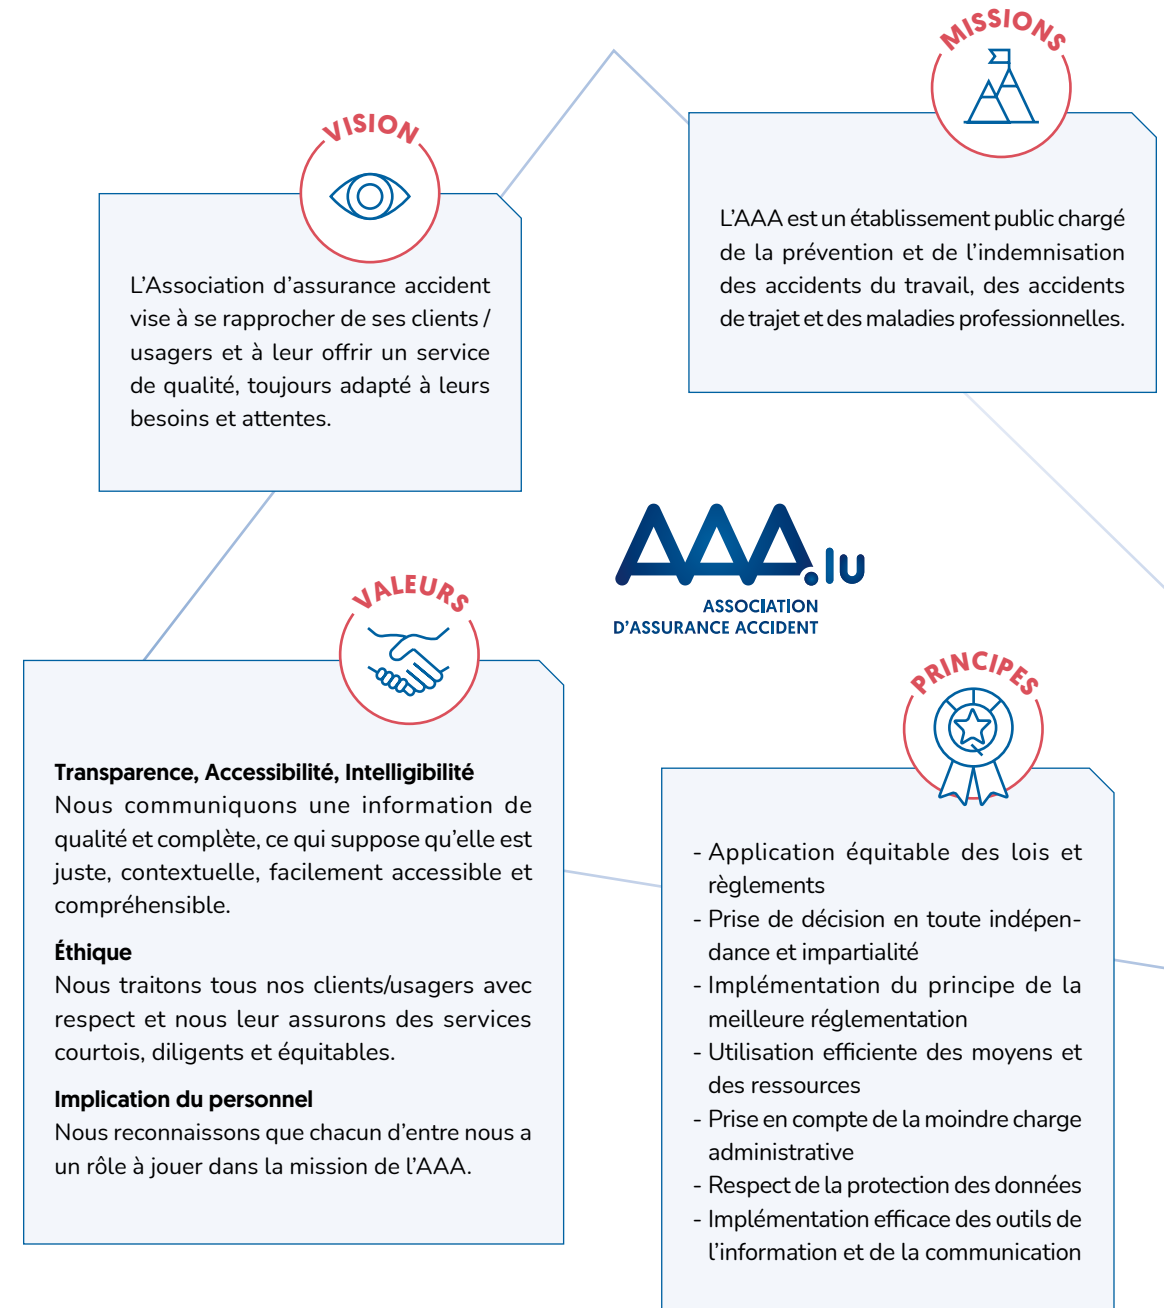 VISION
L’Association d’assurance accident
vise à se rapprocher de ses clients /
usagers et à leur offrir un service
de qualité, toujours adapté à leurs
besoins et attentes.
MISSIONS
L’AAA est un établissement public chargé
de la prévention et de l’indemnisation
des accidents du travail, des accidents
de trajet et des maladies professionnelles.
AAA.lu
ASSOCIATION
D’ASSURANCE ACCIDENT
VALEURS
Transparence, Accessibilité, Intelligibilité
Nous communiquons une information de
qualité et complète, ce qui suppose qu’elle est
juste, contextuelle, facilement accessible et
compréhensible.
Éthique
Nous traitons tous nos clients/usagers avec
respect et nous leur assurons des services
courtois, diligents et équitables.
Implication du personnel
Nous reconnaissons que chacun d’entre nous a
un rôle à jouer dans la mission de l’AAA.
PRINCIPES
- Application équitable des lois et
règlements
- Prise de décision en toute indépen-
dance et impartialité
- Implémentation du principe de la
meilleure réglementation
- Utilisation efficiente des moyens et
des ressources
- Prise en compte de la moindre charge
administrative
- Respect de la protection des données
- Implémentation efficace des outils de
l’information et de la communication